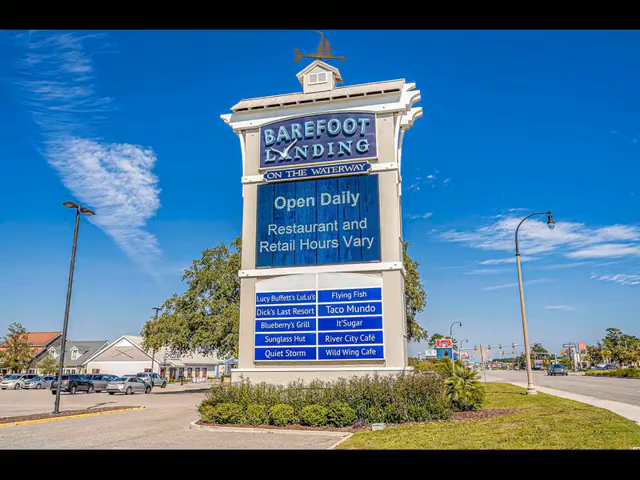 BAREFOOT
LANDING
ON THE WATERWAY
Open Daily
Restaurant and
Retail Hours Vary
Lucy Buffett's LuLu's
Flying Fish
Dick's Last Resort
Taco Mundo
Blueberry's Grill
It'Sugar
Sunglass Hut
River City Café
Quiet Storm
Wild Wing Cafe